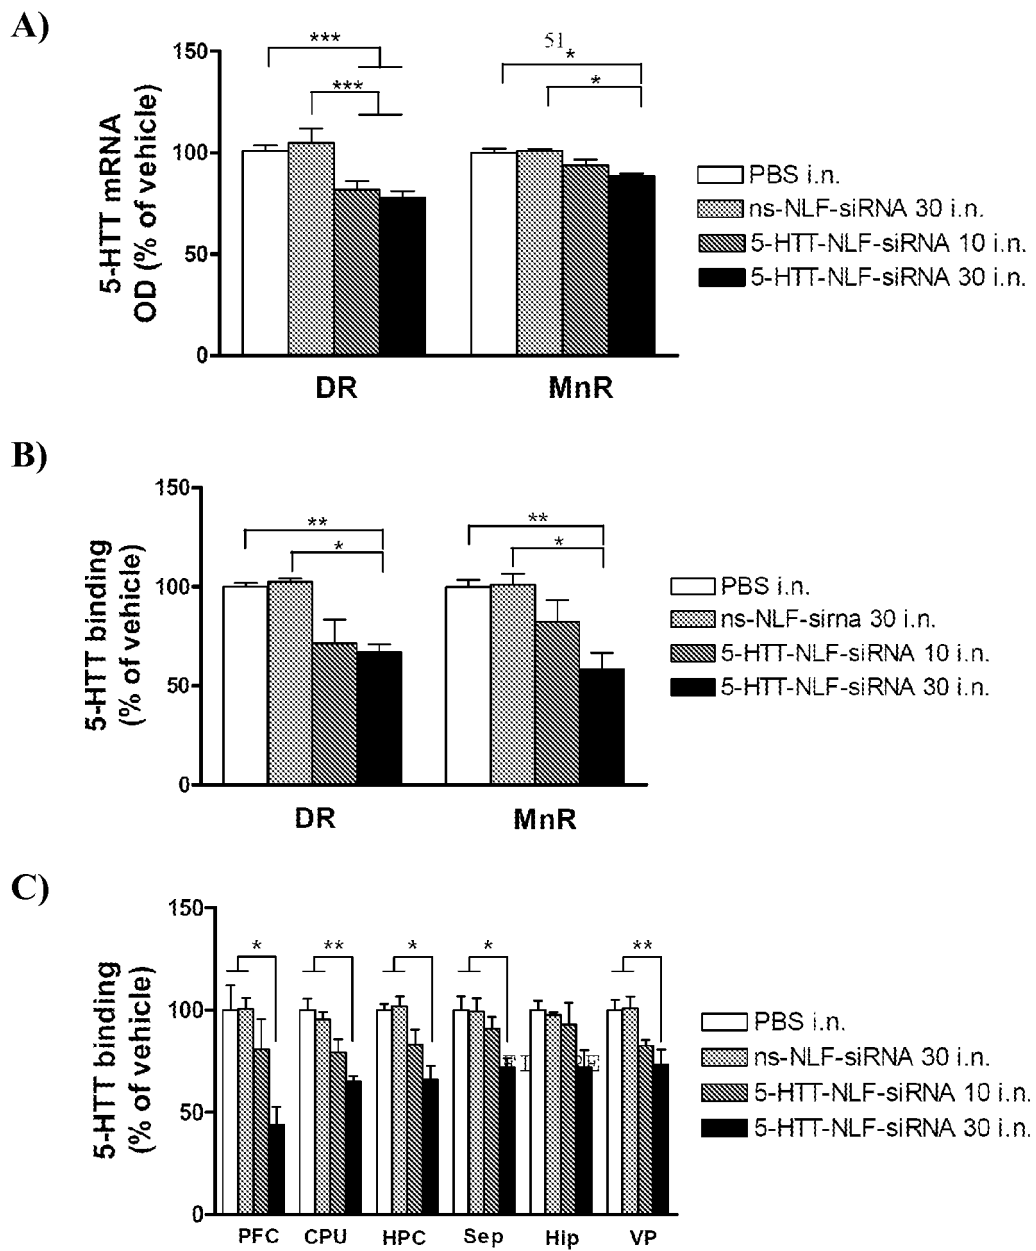 A)
51
150
100
50
0
5-HTT mRNA
OD (% of vehicle)
***
***
*
*
DR
MnR
PBS i.n.
ns-NLF-siRNA 30 i.n.
5-HTT-NLF-siRNA 10 i.n.
5-HTT-NLF-siRNA 30 i.n.
B)
150
100
50
0
5-HTT binding
(% of vehicle)
**
*
**
*
DR
MnR
PBS i.n.
ns-NLF-sirna 30 i.n.
5-HTT-NLF-siRNA 10 i.n.
5-HTT-NLF-siRNA 30 i.n.
C)
150
100
50
0
5-HTT binding
(% of vehicle)
*
**
*
*
**
PFC
CPU
HPC
Sep
Hip
VP
PBS i.n.
ns-NLF-siRNA 30 i.n.
5-HTT-NLF-siRNA 10 i.n.
5-HTT-NLF-siRNA 30 i.n.